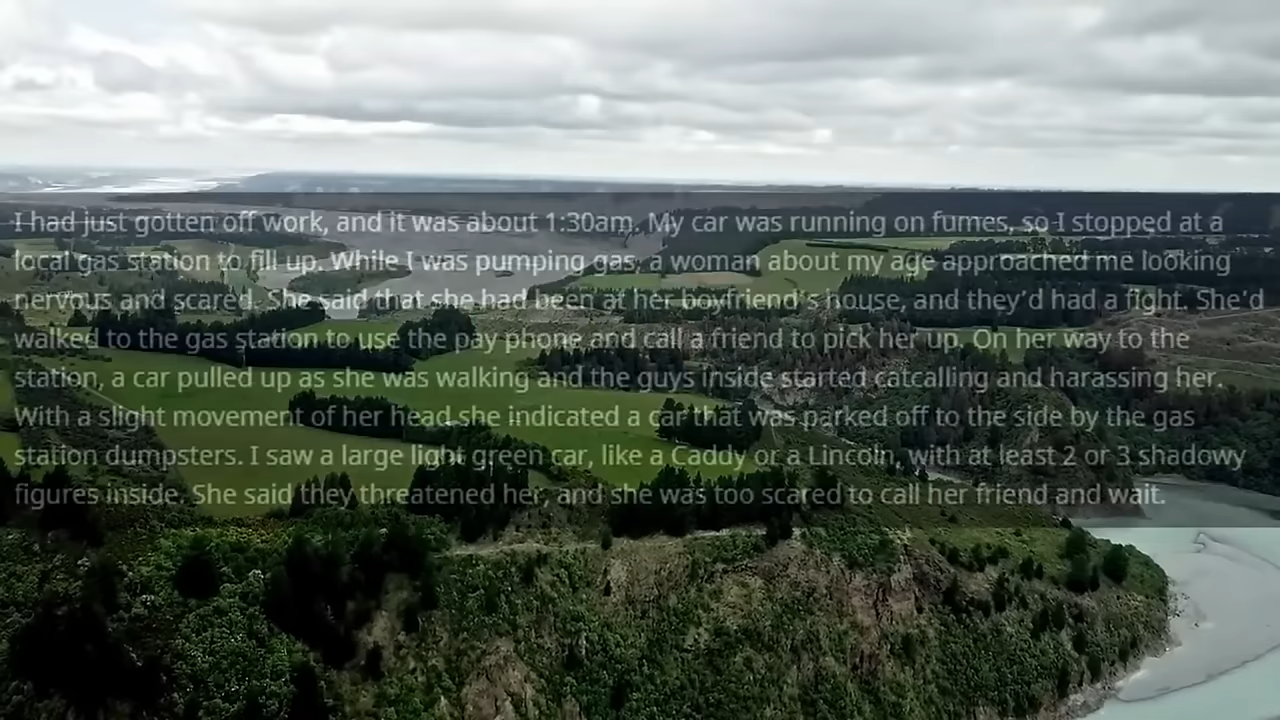 I had just gotten off work, and it was about 1:30am. My car was running on fumes, so I stopped at a
local gas station to fill up. While I was pumping gas a woman about my age approached me looking
nervous and scared. She said that she had been at her boyfriend's house, and they'd had a fight. She'd
walked to the gas station to use the pay phone and call a friend to pick her up. On her way to the
station, a car pulled up as she was walking and the guys inside started catcalling and harassing her.
With a slight movement of her head she indicated a car that was parked off to the side by the gas
station dumpsters. I saw a large light green car, like a Caddy or a Lincoln, with at least 2 or 3 shadowy
figures inside. She said they threatened her, and she was too scared to call her friend and wait.